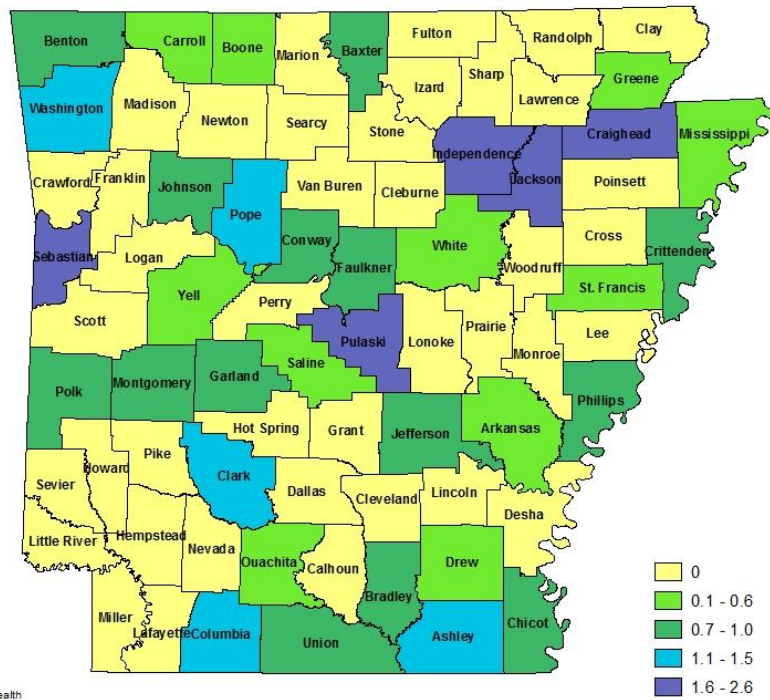 Benton
Carroll
Boone
Marion
Baxter
Fulton
Randolph
Clay
Sharp
Izard
Greene
Lawrence
Washington
Madison
Newton
Searcy
Stone
Independence
Jackson
Craighead
Mississippi
Crawford
Franklin
Johnson
Pope
Van Buren
Cleburne
Poinsett
Sebastian
Logan
Conway
Faulkner
White
Woodruff
Cross
Crittenden
Yell
Perry
St. Francis
Scott
Pulaski
Lonoke
Prairie
Monroe
Lee
Saline
Polk
Montgomery
Garland
Phillips
Hot Spring
Grant
Jefferson
Arkansas
Howard
Pike
Clark
Sevier
Dallas
Cleveland
Lincoln
Desha
Little River
Hempstead
Nevada
Ouachita
Calhoun
Drew
Bradley
Miller
Lafayette
Columbia
Union
Ashley
Chicot
0
0.1 - 0.6
0.7 - 1.0
1.1 - 1.5
1.6 - 2.6
ealth